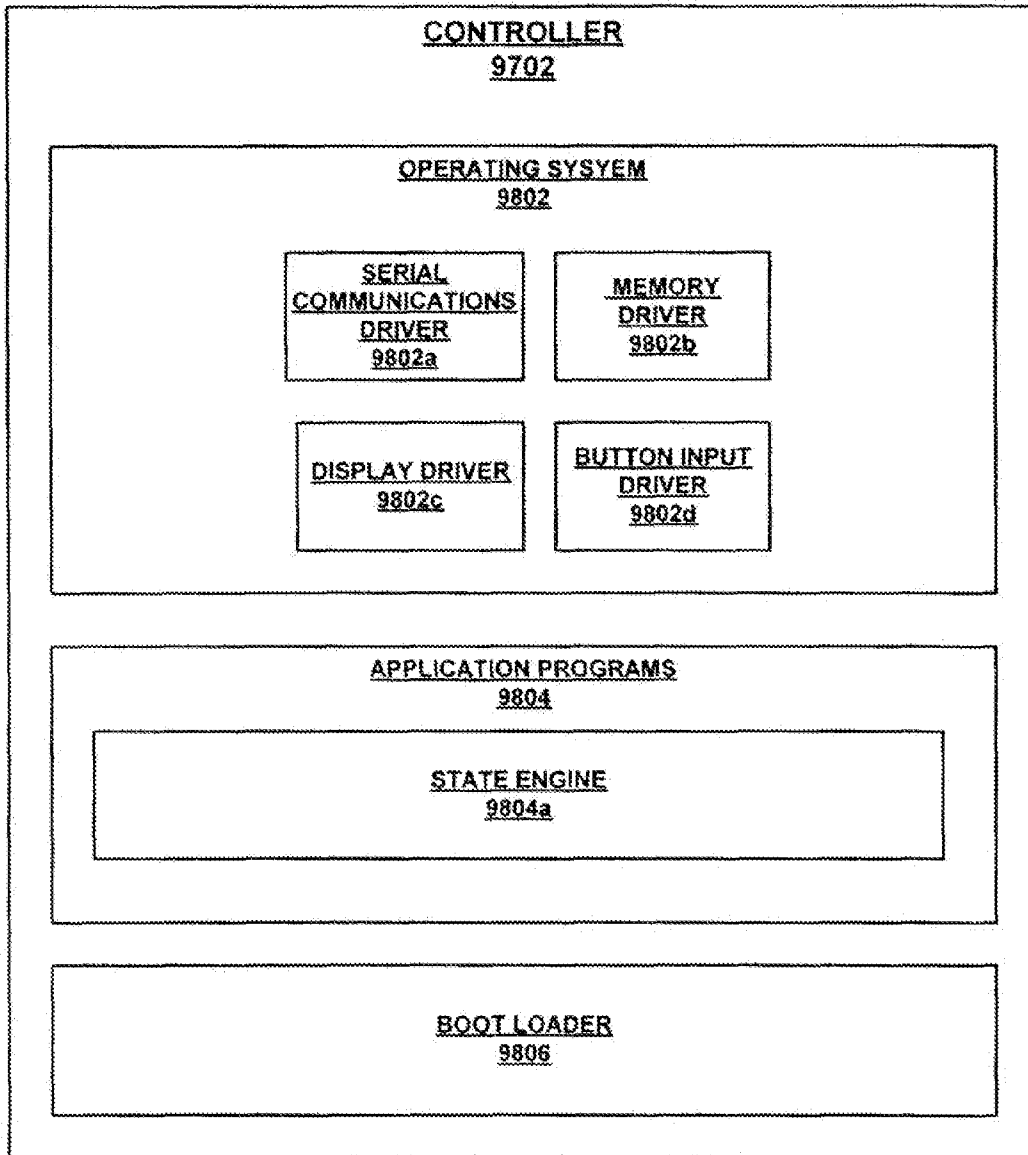 CONTROLLER
9702
OPERATING SYSYEM
9802
SERIAL
COMMUNICATIONS
DRIVER
9802a
MEMORY
DRIVER
9802b
DISPLAY DRIVER
9802c
BUTTON INPUT
DRIVER
9802d
APPLICATION PROGRAMS
9804
STATE ENGINE
9804a
BOOT LOADER
9806